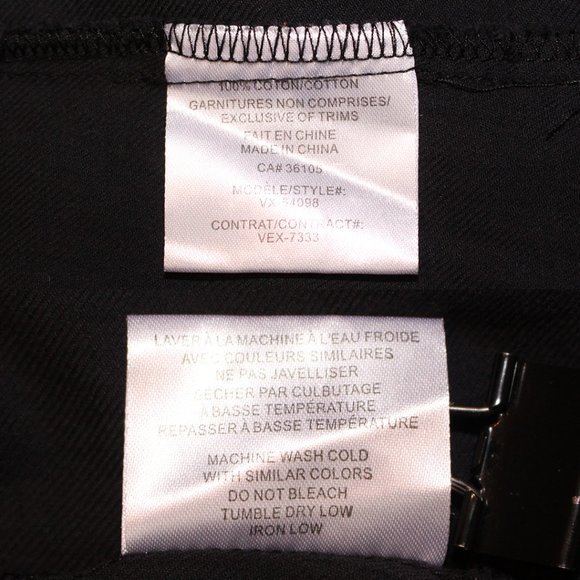 100% COTON/COTTON
GARNITURES NON COMPRISES/
EXCLUSIVE OF TRIMS
FAIT EN CHINE
MADE IN CHINA
CA# 36105
MODÈLE/STYLE#:
VX-54098
CONTRAT/CONTRACT#:
VEX-7333
LAVER À LA MACHINE À L'EAU FROIDE
AVEC COULEURS SIMILAIRES
NE PAS JAVELLISER
SÉCHER PAR CULBUTAGE
À BASSE TEMPÉRATURE
REPASSER À BASSE TEMPÉRATURE
MACHINE WASH COLD
WITH SIMILAR COLORS
DO NOT BLEACH
TUMBLE DRY LOW
IRON LOW